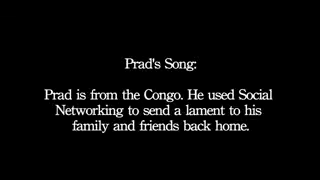 Prad's Song:
Prad is from the Congo. He used Social
Networking to send a lament to his
family and friends back home.